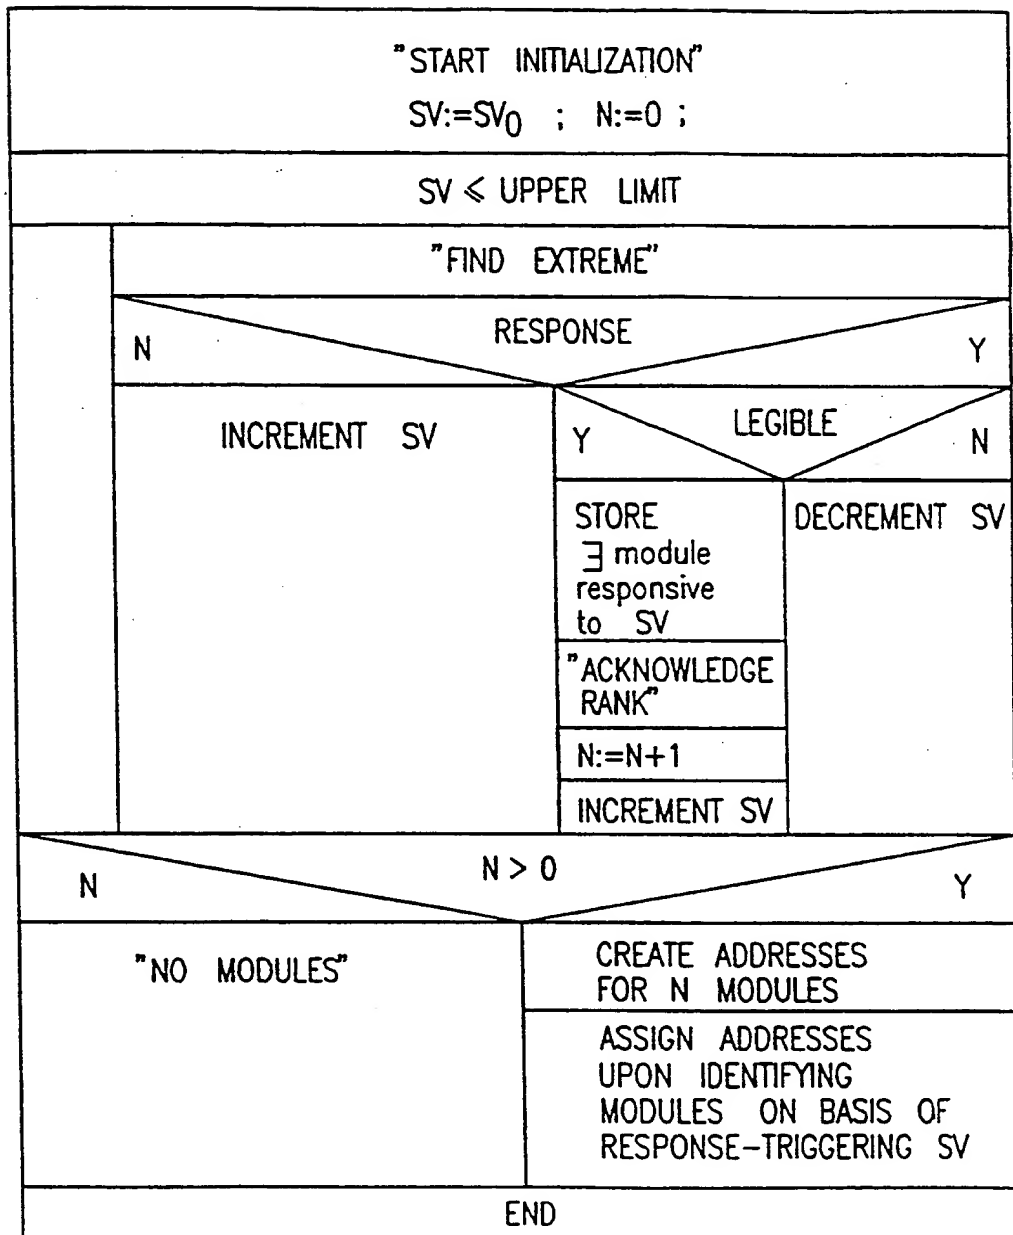 "START INITIALIZATION"
SV:=SV0 ; N:=0 ;
SV ⩽ UPPER LIMIT
"FIND EXTREME"
RESPONSE
N
Y
INCREMENT SV
LEGIBLE
Y
N
STORE
∃ module
responsive
to SV
"ACKNOWLEDGE
RANK"
N:=N+1
INCREMENT SV
DECREMENT SV
N > 0
N
Y
"NO MODULES"
CREATE ADDRESSES
FOR N MODULES
ASSIGN ADDRESSES
UPON IDENTIFYING
MODULES ON BASIS OF
RESPONSE-TRIGGERING SV
END